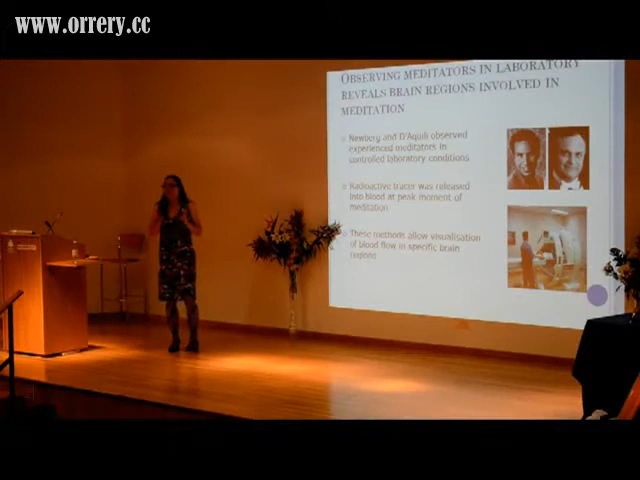 www.orrery.cc
OBSERVING MEDITATORS IN LABORATORY
REVEALS BRAIN REGIONS INVOLVED IN
MEDITATION
Newberg and D'Aquili observed
experienced meditators in
controlled laboratory conditions
Radioactive tracer was released
into blood at peak moment of
meditation
These methods allow visualisation
of blood flow in specific brain
regions